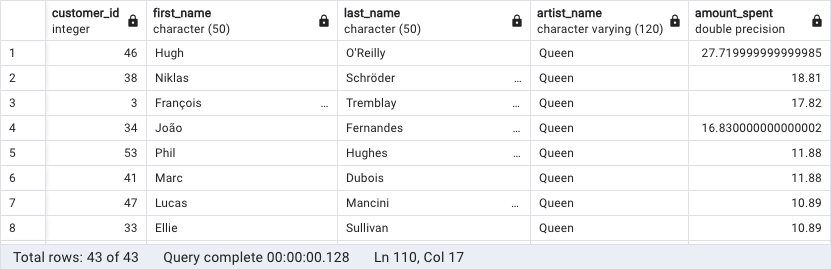 customer_id first_name last_name artist_name amount_spent
integer character (50) character (50) character varying (120) double precision
1 46 Hugh O'Reilly Queen 27.719999999999985
2 38 Niklas Schröder ... Queen 18.81
3 3 François ... Tremblay ... Queen 17.82
4 34 João Fernandes ... Queen 16.830000000000002
5 53 Phil Hughes ... Queen 11.88
6 41 Marc Dubois Queen 11.88
7 47 Lucas Mancini ... Queen 10.89
8 33 Ellie Sullivan Queen 10.89
Total rows: 43 of 43 Query complete 00:00:00.128 Ln 110, Col 17